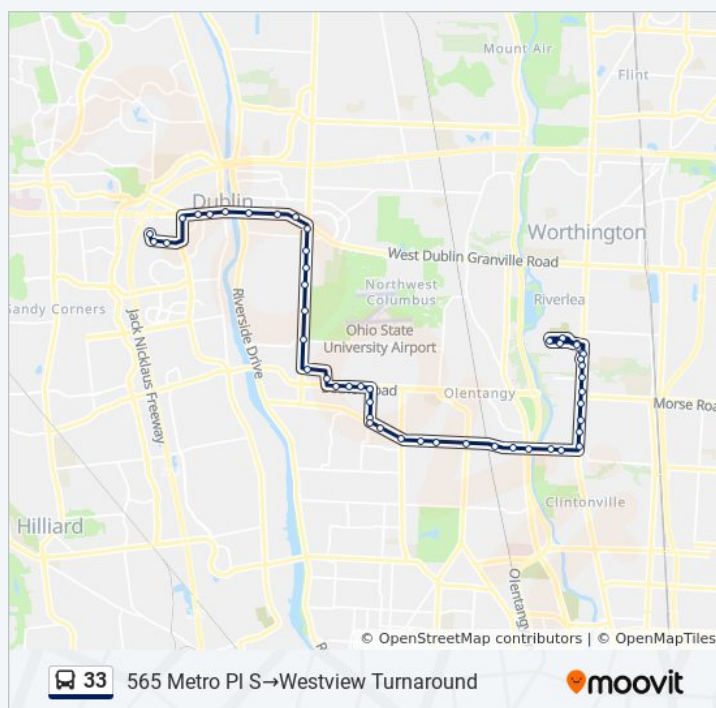 Mount Air
Flint
Dublin
Worthington
West Dublin Granville Road
Northwest
Columbus
Riverlea
Sandy Corners
Riverside Drive
Jack Nicklaus Freeway
Ohio State
University Airport
Road
Olentangy
Morse Roa
Clintonville
Hilliard
Olentangy
© OpenStreetMap contributors | © OpenMapTiles
33 565 Metro Pl S→Westview Turnaround
moovit